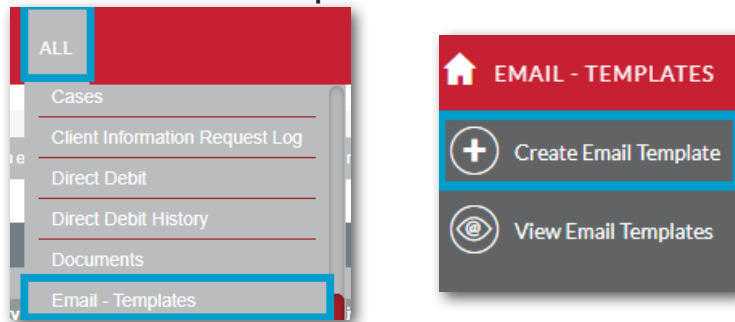 ALL
Cases
Client Information Request Log
Direct Debit
Direct Debit History
Documents
Email - Templates
EMAIL - TEMPLATES
Create Email Template
View Email Templates